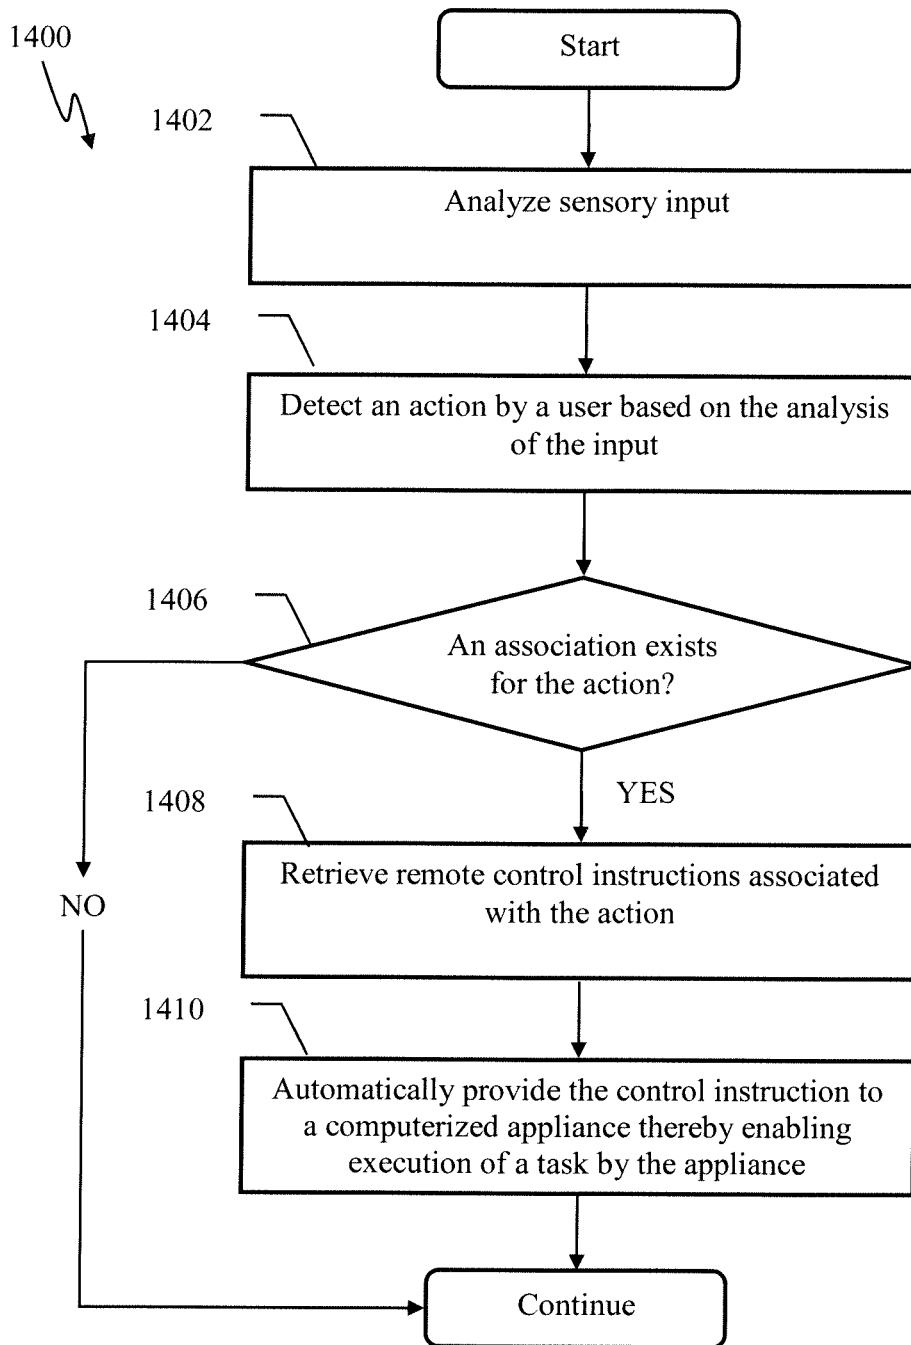 1400
Start
1402
Analyze sensory input
1404
Detect an action by a user based on the analysis
of the input
1406
An association exists
for the action?
YES
1408
Retrieve remote control instructions associated
with the action
NO
1410
Automatically provide the control instruction to
a computerized appliance thereby enabling
execution of a task by the appliance
Continue